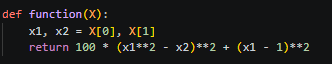 def function(X):
    x1, x2 = X[0], X[1]
    return 100 * (x1**2 - x2)**2 + (x1 - 1)**2